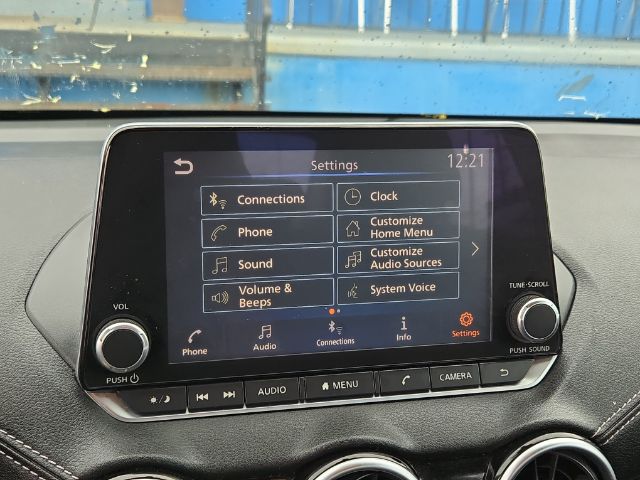 Settings
12:21
Connections
Clock
Phone
Customize
Home Menu
Sound
Customize
Audio Sources
Volume &
Beeps
System Voice
Phone
Audio
Connections
Info
Settings
VOL
PUSH
TUNE·SCROLL
PUSH SOUND
AUDIO
MENU
CAMERA